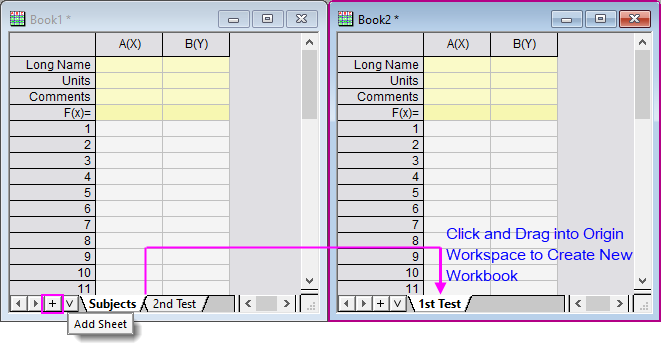 Book1 *
A(X) B(Y)
Long Name
Units
Comments
F(x)=
1
2
3
4
5
6
7
8
9
10
11
+ Subjects 2nd Test
Add Sheet
Book2 *
A(X) B(Y)
Long Name
Units
Comments
F(x)=
1
2
3
4
5
6
7
8
9
10
11
+ 1st Test
Click and Drag into Origin
Workspace to Create New
Workbook